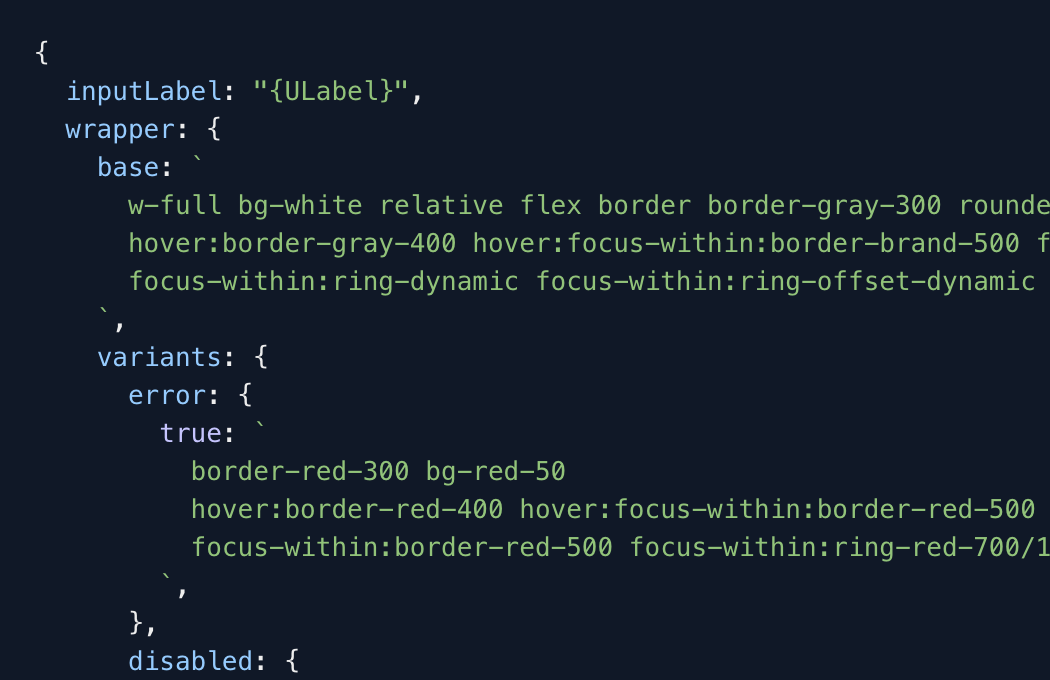 {
inputLabel: "{ULabel}",
wrapper: {
base: `
w-full bg-white relative flex border border-gray-300
hover:border-gray-400 hover:focus-within:border-brand-500
focus-within:ring-dynamic focus-within:ring-offset-dynamic
`,
variants: {
error: {
true: `
border-red-300 bg-red-50
hover:border-red-400 hover:focus-within:border-red-500
focus-within:border-red-500 focus-within:ring-red-700/1
`,
},
disabled: {